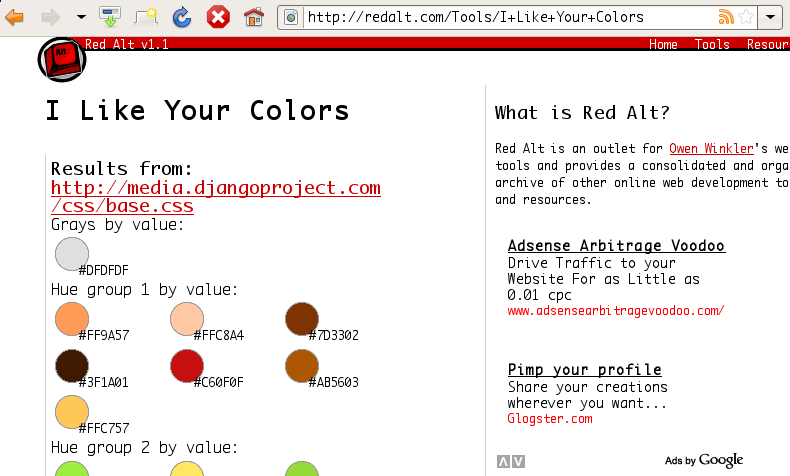 http://redalt.com/Tools/I+Like+Your+Colors
Red Alt v1.1
Home Tools Resour
Alt
I Like Your Colors
Results from:
http://media.djangoproject.com
/css/base.css
Grays by value:
#DFDFDF
Hue group 1 by value:
#FF9A57 #FFC8A4 #7D3302
#3F1A01 #C60F0F #AB5603
#FFC757
Hue group 2 by value:
What is Red Alt?
Red Alt is an outlet for Owen Winkler's we
tools and provides a consolidated and orga
archive of other online web development to
and resources.
Adsense Arbitrage Voodoo
Drive Traffic to your
Website For as Little as
0.01 cpc
www.adsensearbitragevoodoo.com/
Pimp your profile
Share your creations
wherever you want...
Glogster.com
Ads by Google